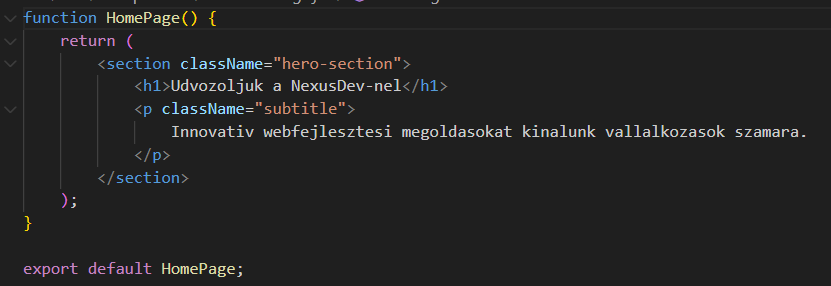 function HomePage() {
    return (
        <section className="hero-section">
            <h1>Udvozoljuk a NexusDev-nel</h1>
            <p className="subtitle">
                Innovativ webfejlesztesi megoldasokat kinalunk vallalkozasok szamara.
            </p>
        </section>
    );
}

export default HomePage;